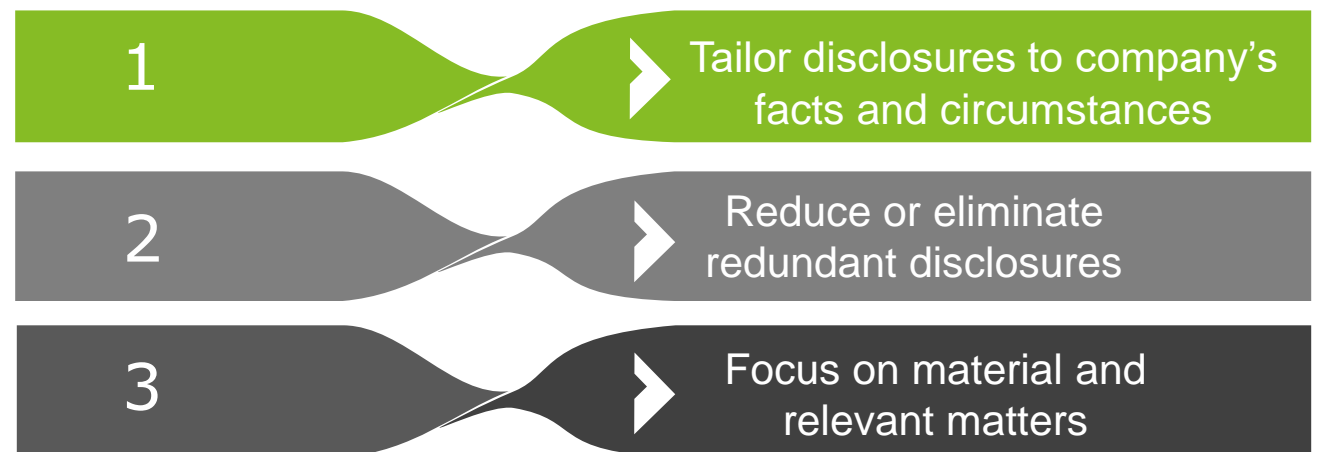 1
Tailor disclosures to company’s
facts and circumstances
2
Reduce or eliminate
redundant disclosures
3
Focus on material and
relevant matters